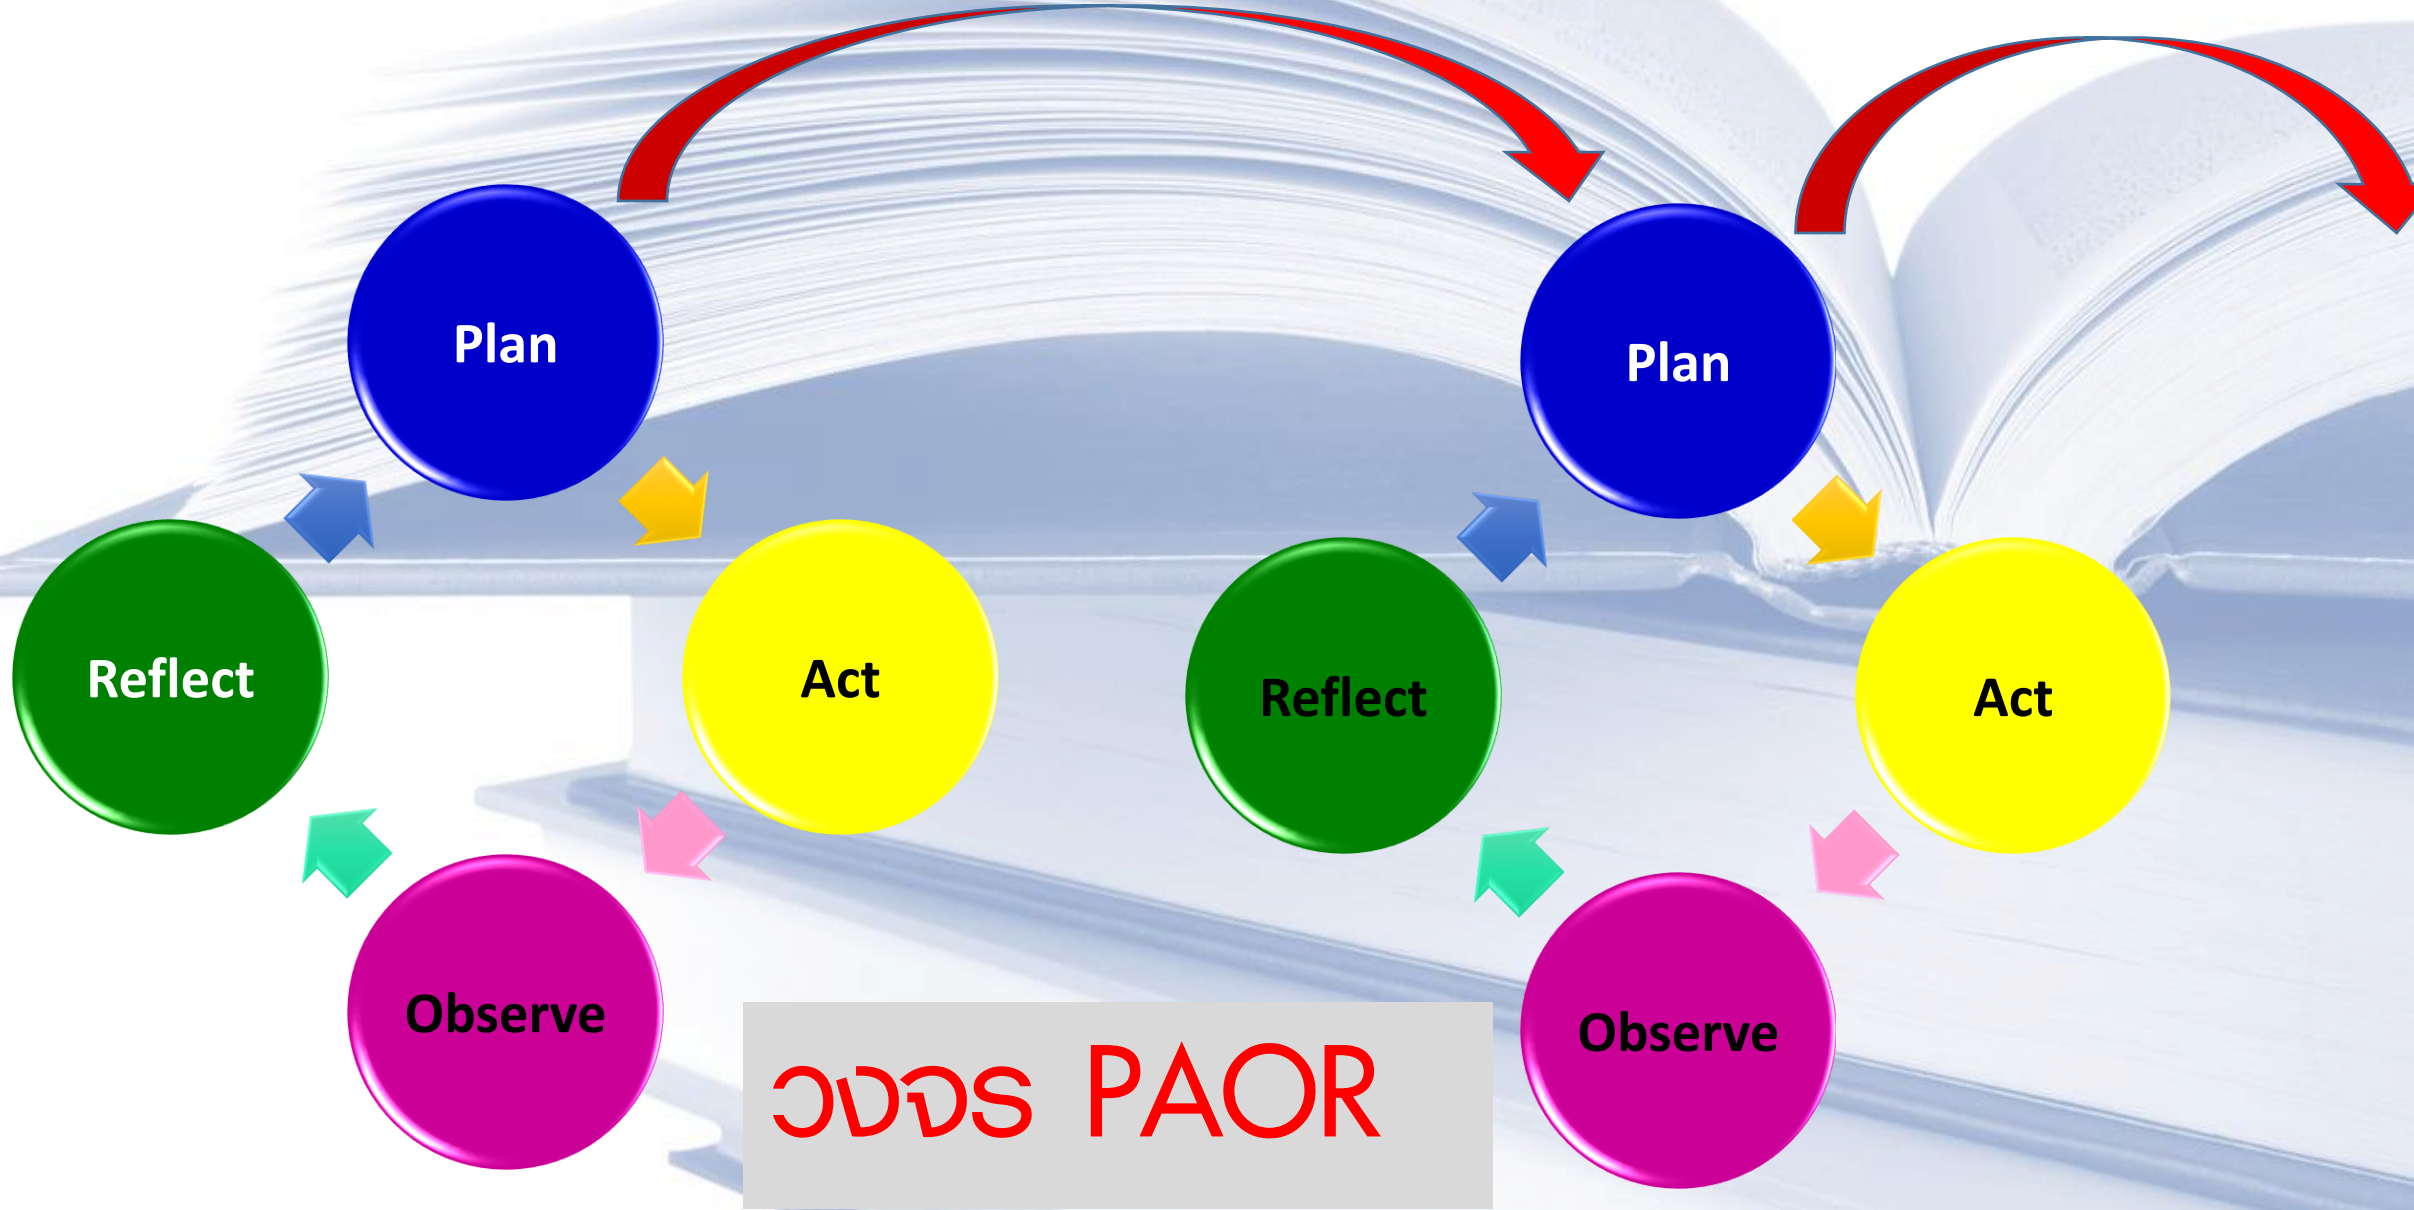 Plan
Reflect
Act
Observe
Plan
Reflect
Act
Observe
วงจร PAOR